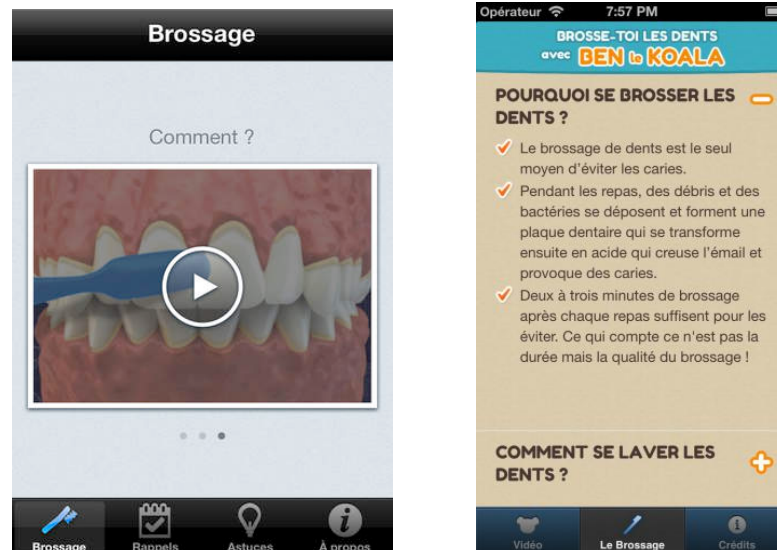 Brossage
Comment ?
Brossage Rappels Astuces À propos
Opérateur 7:57 PM
BROSSE-TOI LES DENTS
avec BEN le KOALA
POURQUOI SE BROSSER LES
DENTS ?
Le brossage de dents est le seul
moyen d'éviter les caries.
Pendant les repas, des débris et des
bactéries se déposent et forment une
plaque dentaire qui se transforme
ensuite en acide qui creuse l'émail et
provoque des caries.
Deux à trois minutes de brossage
après chaque repas suffisent pour les
éviter. Ce qui compte ce n'est pas la
durée mais la qualité du brossage !
COMMENT SE LAVER LES
DENTS ?
Vidéo Le Brossage Crédits